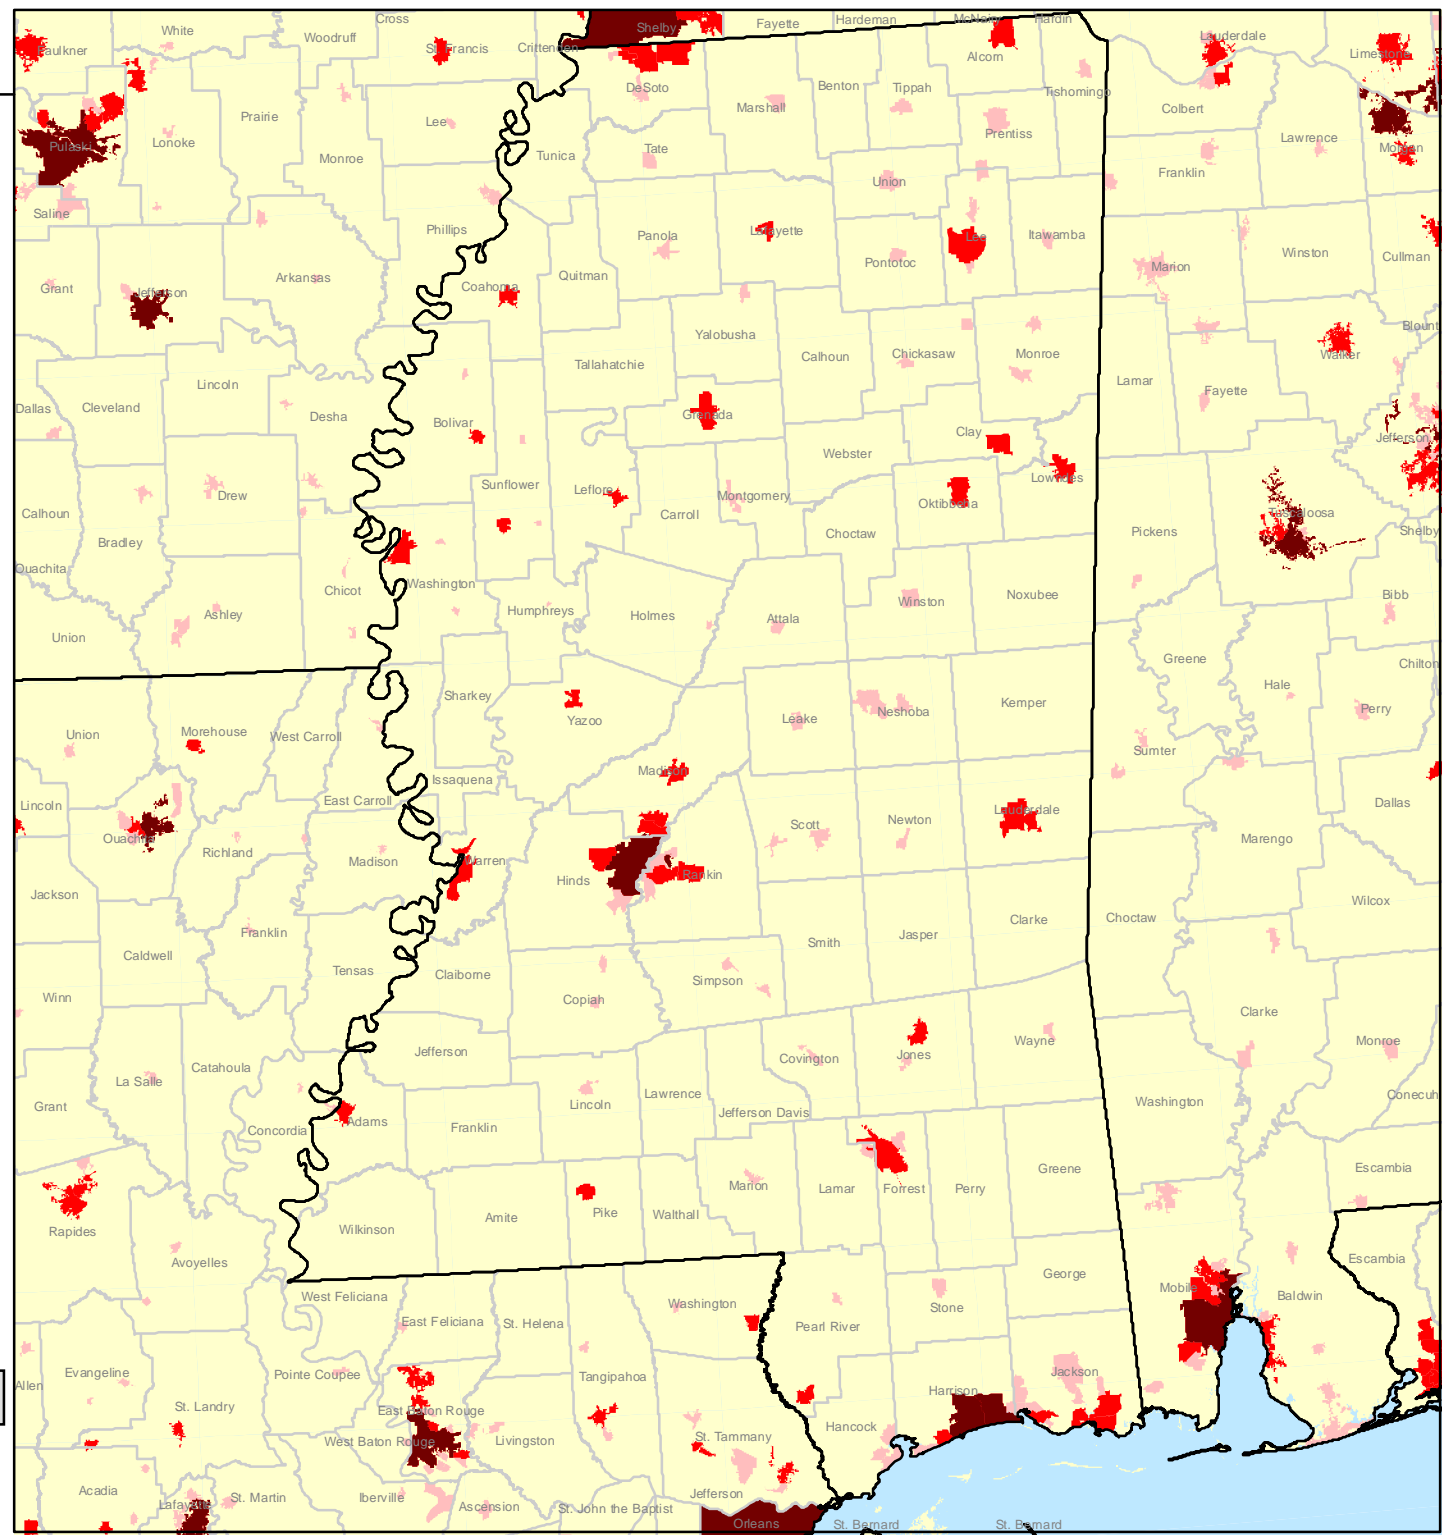 Cross
White
Woodruff
Faulkner
St. Francis
Crittenden
Shelby
Fayette
Hardeman
McNairy
Hardin
Lauderdale
Limestone
Alcorn
DeSoto
Benton
Tippah
Tishomingo
Marshall
Colbert
Prairie
Lee
Lonoke
Pulaski
Monroe
Tunica
Tate
Prentiss
Lawrence
Morgan
Franklin
Union
Saline
Phillips
Panola
Lafayette
Lee
Itawamba
Pontotoc
Winston
Cullman
Marion
Grant
Arkansas
Jefferson
Coahoma
Quitman
Yalobusha
Blount
Walker
Calhoun
Chickasaw
Monroe
Tallahatchie
Lincoln
Lamar
Fayette
Dallas
Cleveland
Desha
Bolivar
Grenada
Clay
Jefferson
Webster
Sunflower
Leflore
Montgomery
Lowndes
Oktibbeha
Drew
Calhoun
Carroll
Tuscaloosa
Choctaw
Pickens
Shelby
Bradley
Ouachita
Chicot
Washington
Ashley
Humphreys
Holmes
Attala
Winston
Noxubee
Bibb
Union
Greene
Chilton
Hale
Sharkey
Kemper
Perry
Yazoo
Leake
Neshoba
Union
Morehouse
West Carroll
Sumter
Madison
Issaquena
Lincoln
East Carroll
Dallas
Lauderdale
Newton
Scott
Ouachita
Richland
Marengo
Madison
Warren
Hinds
Rankin
Jackson
Wilcox
Clarke
Choctaw
Franklin
Jasper
Smith
Caldwell
Tensas
Claiborne
Simpson
Winn
Copiah
Clarke
Jefferson
Covington
Jones
Wayne
Monroe
Catahoula
La Salle
Lawrence
Conecuh
Grant
Lincoln
Jefferson Davis
Washington
Adams
Franklin
Concordia
Greene
Escambia
Marion
Lamar
Forrest
Perry
Rapides
Wilkinson
Amite
Pike
Walthall
Avoyelles
Escambia
George
Mobile
Baldwin
West Feliciana
Washington
Stone
East Feliciana
St. Helena
Pearl River
Evangeline
Pointe Coupee
Tangipahoa
Jackson
Allen
Harrison
St. Landry
East Baton Rouge
Hancock
West Baton Rouge
Livingston
St. Tammany
Acadia
Lafayette
St. Martin
Iberville
Ascension
St. John the Baptist
Jefferson
Orleans
St. Bernard
St. Bernard